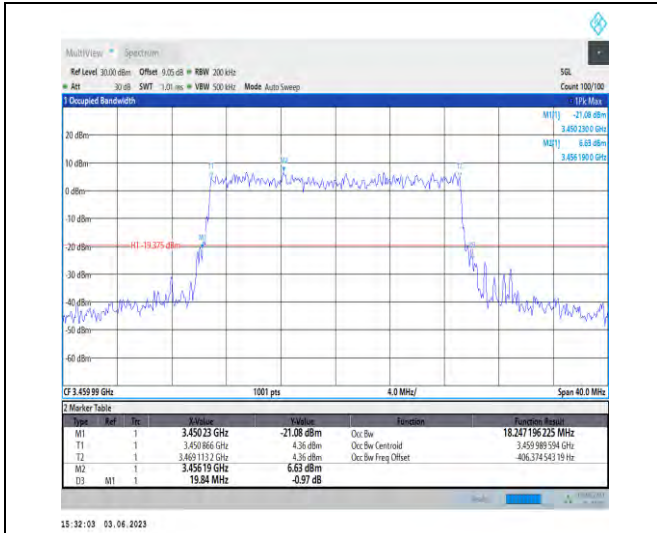 MultiView Spectrum
Ref Level 30.00 dBm Offset 9.05 dB RBW 200 kHz SGL
Att 30 dB SWT 1.01 ms VBW 500 kHz Mode Auto Sweep Count 100/100
1 Occupied Bandwidth 1Pk Max
M1[1] -21.08 dBm
3.450 230 0 GHz
M2[1] 6.63 dBm
3.456 190 0 GHz
20 dBm
10 dBm
T1 M2 T2
0 dBm
-10 dBm
M1
-20 dBm H1 -19.375 dBm
-30 dBm
-40 dBm
-50 dBm
-60 dBm
CF 3.459 99 GHz 1001 pts 4.0 MHz/ Span 40.0 MHz
2 Marker Table
Type Ref Trc X-Value Y-Value Function Function Result
M1 1 3.450 23 GHz -21.08 dBm Occ Bw 18.247 196 225 MHz
T1 1 3.450 866 GHz 4.36 dBm Occ Bw Centroid 3.459 989 594 GHz
T2 1 3.469 113 2 GHz 4.36 dBm Occ Bw Freq Offset -406.374 543 19 Hz
M2 1 3.456 19 GHz 6.63 dBm
D3 M1 1 19.84 MHz -0.97 dB
15:32:03 03.06.2023